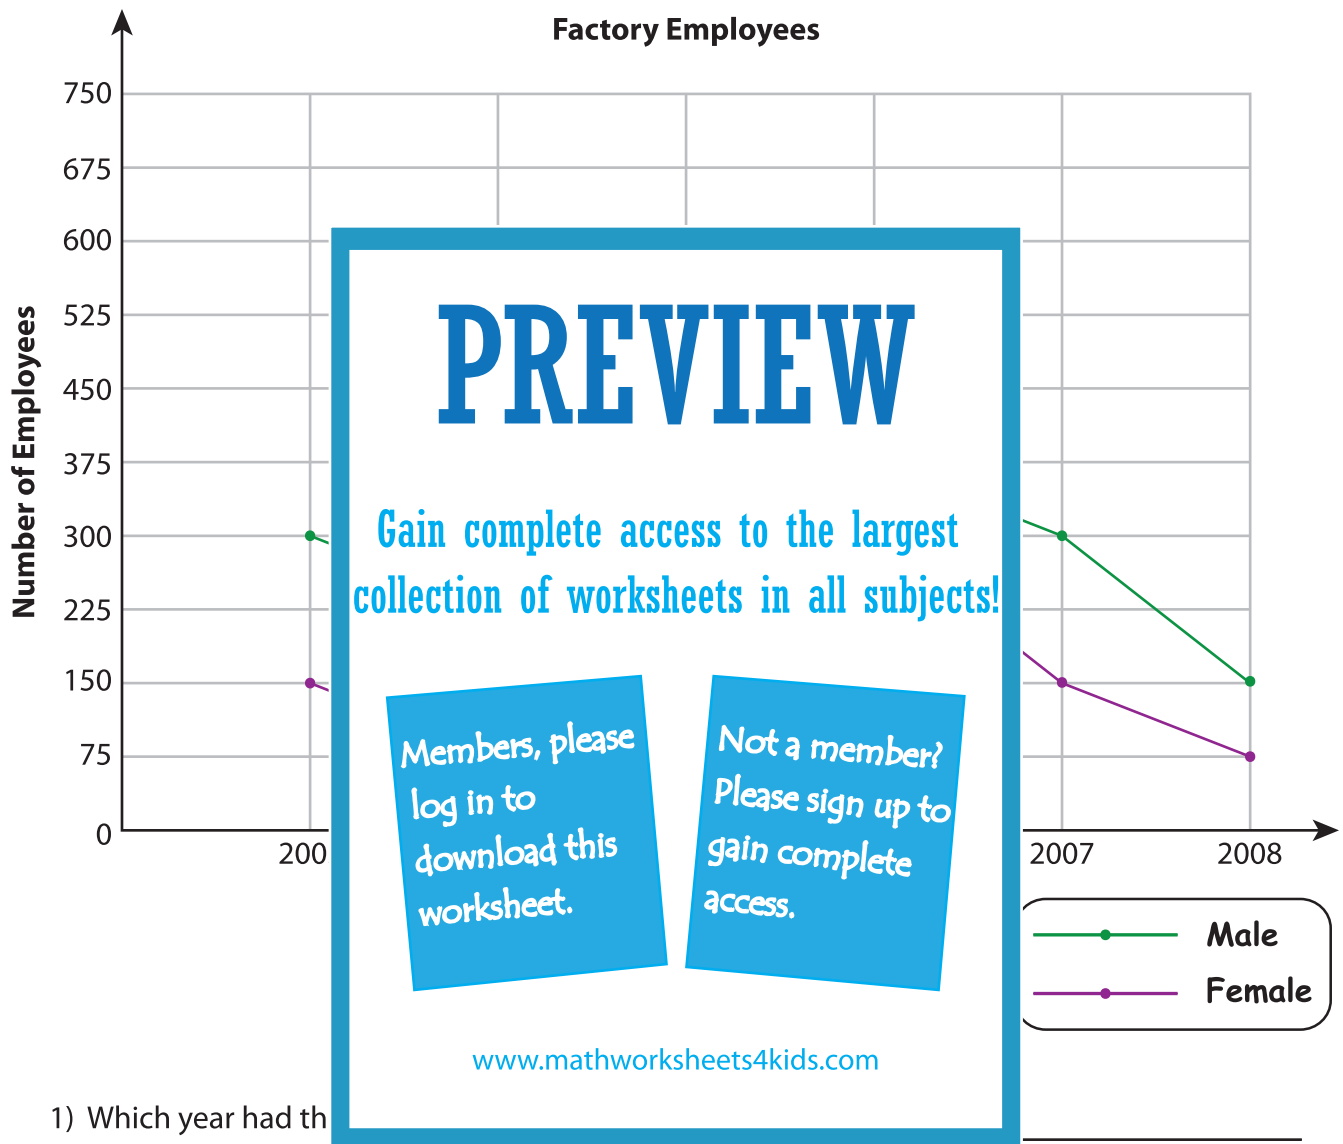 Factory Employees
750
675
600
525
450
375
300
225
150
75
0
Number of Employees
200
2007
2008
PREVIEW
Gain complete access to the largest
collection of worksheets in all subjects!
Members, please
log in to
download this
worksheet.
Not a member?
Please sign up to
gain complete
access.
www.mathworksheets4kids.com
Male
Female
1) Which year had th